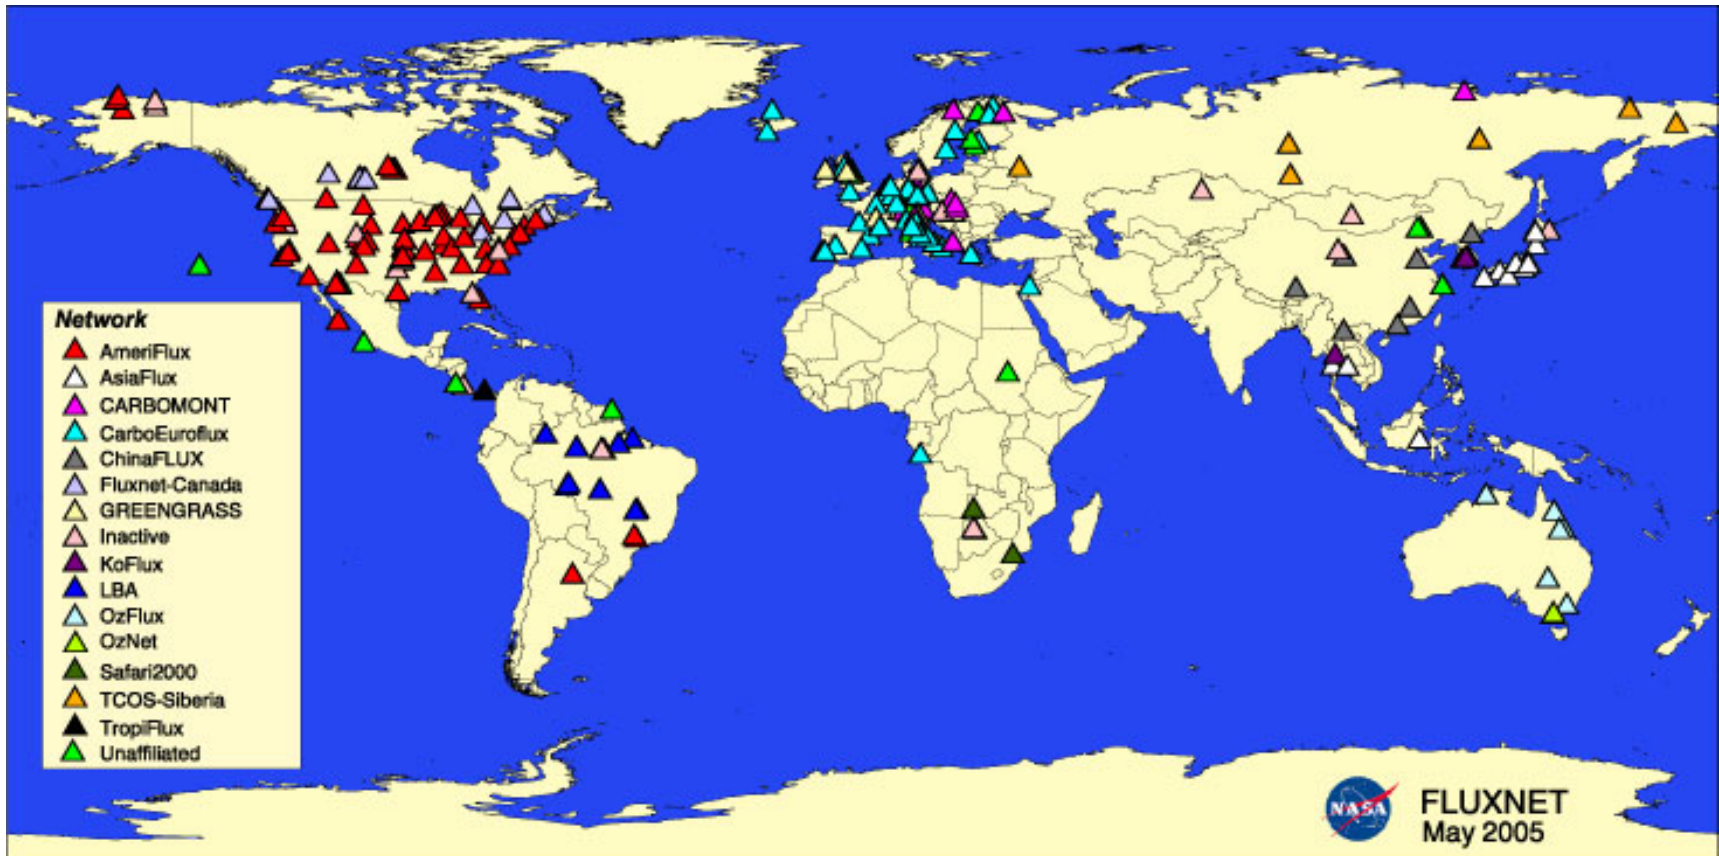 Network
AmeriFlux
AsiaFlux
CARBOMONT
CarboEuroflux
ChinaFLUX
Fluxnet-Canada
GREENGRASS
Inactive
KoFlux
LBA
OzFlux
OzNet
Safari2000
TCOS-Siberia
TropiFlux
Unaffiliated
NASA
FLUXNET
May 2005